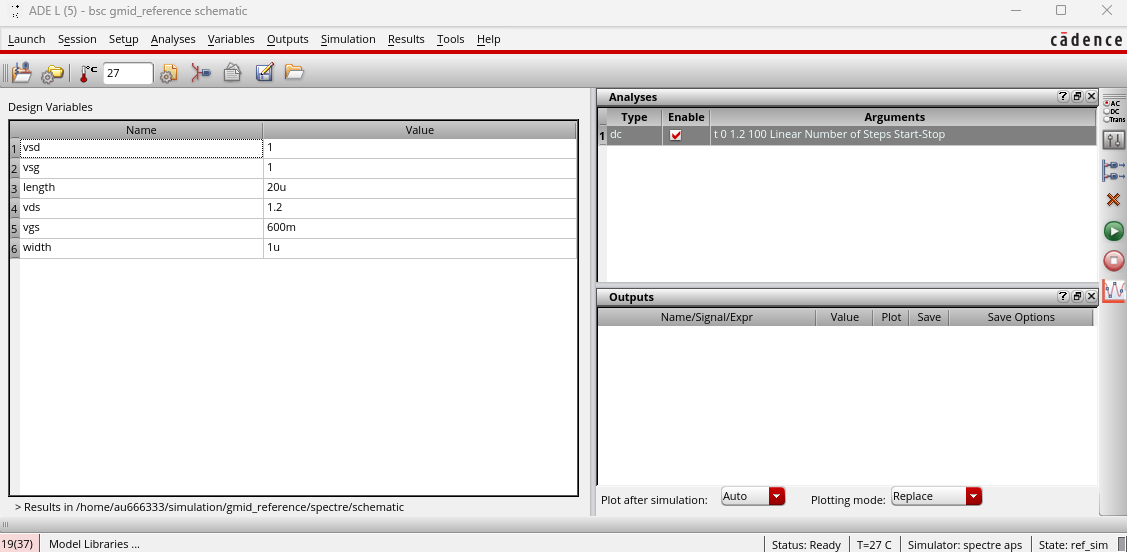 ADE L (5) - bsc gmid_reference schematic
Launch Session Setup Analyses Variables Outputs Simulation Results Tools Help
cādence
°C 27
Design Variables
Name Value
1 vsd 1
2 vsg 1
3 length 20u
4 vds 1.2
5 vgs 600m
6 width 1u
> Results in /home/au666333/simulation/gmid_reference/spectre/schematic
Analyses
Type Enable Arguments
1 dc t 0 1.2 100 Linear Number of Steps Start-Stop
Outputs
Name/Signal/Expr Value Plot Save Save Options
Plot after simulation: Auto Plotting mode: Replace
AC
DC
Trans
19(37) Model Libraries ... Status: Ready T=27 C Simulator: spectre aps State: ref_sim